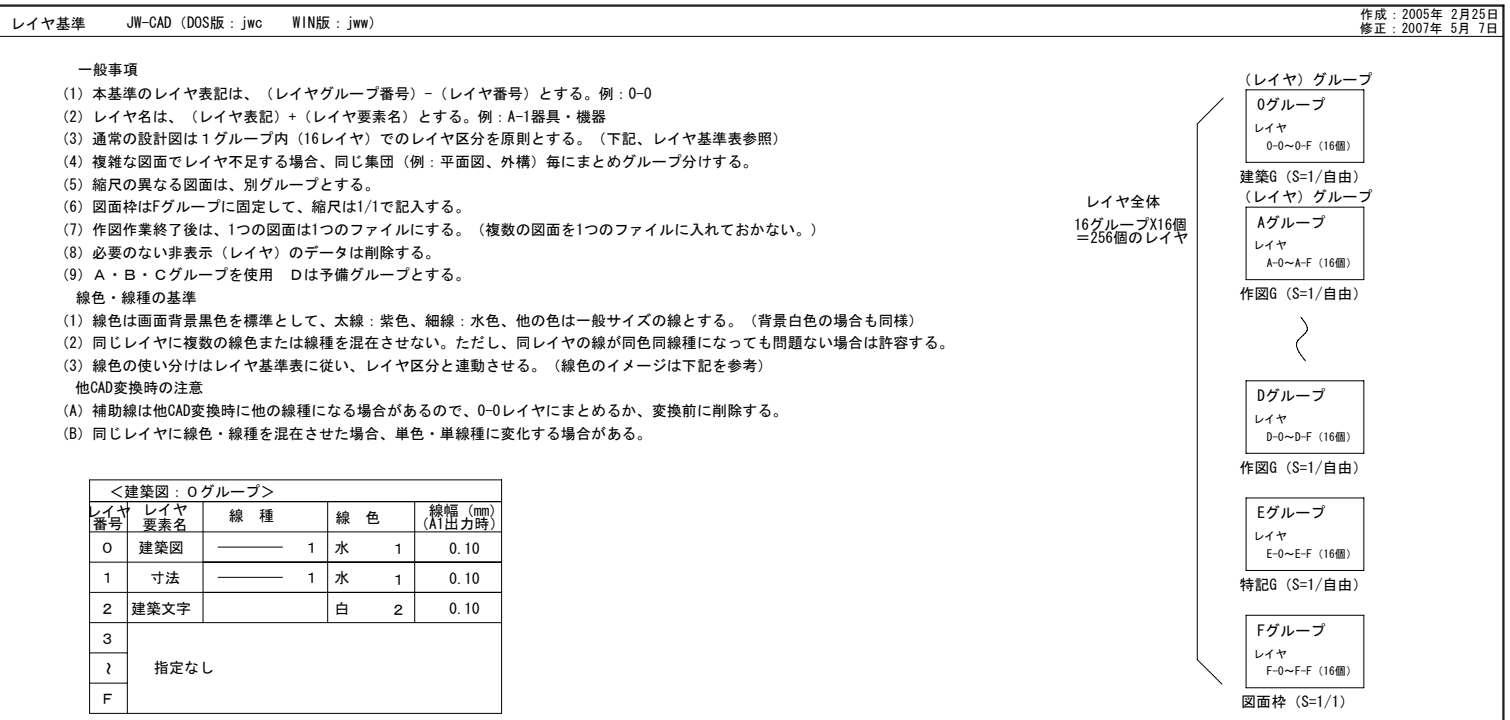 レイヤ基準　　JW-CAD（DOS版：jwc　WIN版：jww）
作成：2005年 2月25日
修正：2007年 5月 7日
一般事項
(1) 本基準のレイヤ表記は、（レイヤグループ番号）-（レイヤ番号）とする。例：0-0
(2) レイヤ名は、（レイヤ表記）+（レイヤ要素名）とする。例：A-1器具・機器
(3) 通常の設計図は１グループ内（16レイヤ）でのレイヤ区分を原則とする。（下記、レイヤ基準表参照）
(4) 複雑な図面でレイヤ不足する場合、同じ集団（例：平面図、外構）毎にまとめグループ分けする。
(5) 縮尺の異なる図面は、別グループとする。
(6) 図面枠はFグループに固定して、縮尺は1/1で記入する。
(7) 作図作業終了後は、1つの図面は1つのファイルにする。（複数の図面を1つのファイルに入れておかない。）
(8) 必要のない非表示（レイヤ）のデータは削除する。
(9) Ａ・Ｂ・Ｃグループを使用　Ｄは予備グループとする。
線色・線種の基準
(1) 線色は画面背景黒色を標準として、太線：紫色、細線：水色、他の色は一般サイズの線とする。（背景白色の場合も同様）
(2) 同じレイヤに複数の線色または線種を混在させない。ただし、同レイヤの線が同色同線種になっても問題ない場合は許容する。
(3) 線色の使い分けはレイヤ基準表に従い、レイヤ区分と連動させる。（線色のイメージは下記を参考）
他CAD変換時の注意
(A) 補助線は他CAD変換時に他の線種になる場合があるので、0-0レイヤにまとめるか、変換前に削除する。
(B) 同じレイヤに線色・線種を混在させた場合、単色・単線種に変化する場合がある。
＜建築図：０グループ＞
レイヤ番号　レイヤ要素名　線　種　線　色　線幅（mm）（A1出力時）
０　建築図　1　水　1　0.10
１　寸法　1　水　1　0.10
２　建築文字　白　2　0.10
３
～　指定なし
Ｆ
レイヤ全体
16グループX16個
＝256個のレイヤ
（レイヤ）グループ
0グループ
レイヤ
0-0～0-F（16個）
建築G（S=1/自由）
（レイヤ）グループ
Aグループ
レイヤ
A-0～A-F（16個）
作図G（S=1/自由）
Dグループ
レイヤ
D-0～D-F（16個）
作図G（S=1/自由）
Eグループ
レイヤ
E-0～E-F（16個）
特記G（S=1/自由）
Fグループ
レイヤ
F-0～F-F（16個）
図面枠（S=1/1）